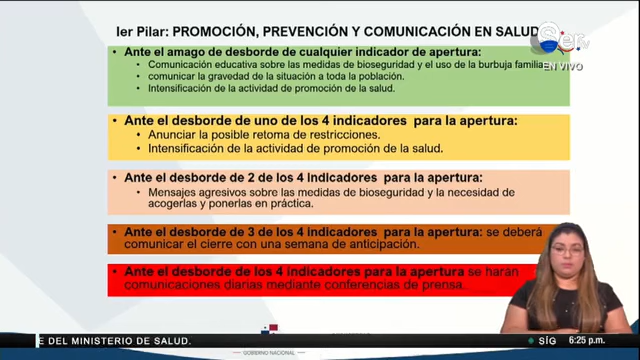 Ier Pilar: PROMOCIÓN, PREVENCIÓN Y COMUNICACIÓN EN SALUD
Sertv
EN VIVO
• Ante el amago de desborde de cualquier indicador de apertura:
• Comunicación educativa sobre las medidas de bioseguridad y el uso de la burbuja familia
• comunicar la gravedad de la situación a toda la población.
• Intensificación de la actividad de promoción de la salud.
• Ante el desborde de uno de los 4 indicadores para la apertura:
• Anunciar la posible retoma de restricciones.
• Intensificación de la actividad de promoción de la salud.
• Ante el desborde de 2 de los 4 Indicadores para la apertura:
• Mensajes agresivos sobre las medidas de bioseguridad y la necesidad de
acogerlas y ponerlas en práctica.
• Ante el desborde de 3 de los 4 indicadores para la apertura: se deberá
comunicar el cierre con una semana de anticipación.
• Ante el desborde de los 4 indicadores para la apertura se harán
comunicaciones diarias mediante conferencias de prensa.
E DEL MINISTERIO DE SALUD.
SÍG
6:25 p.m.
GOBIERNO NACIONAL